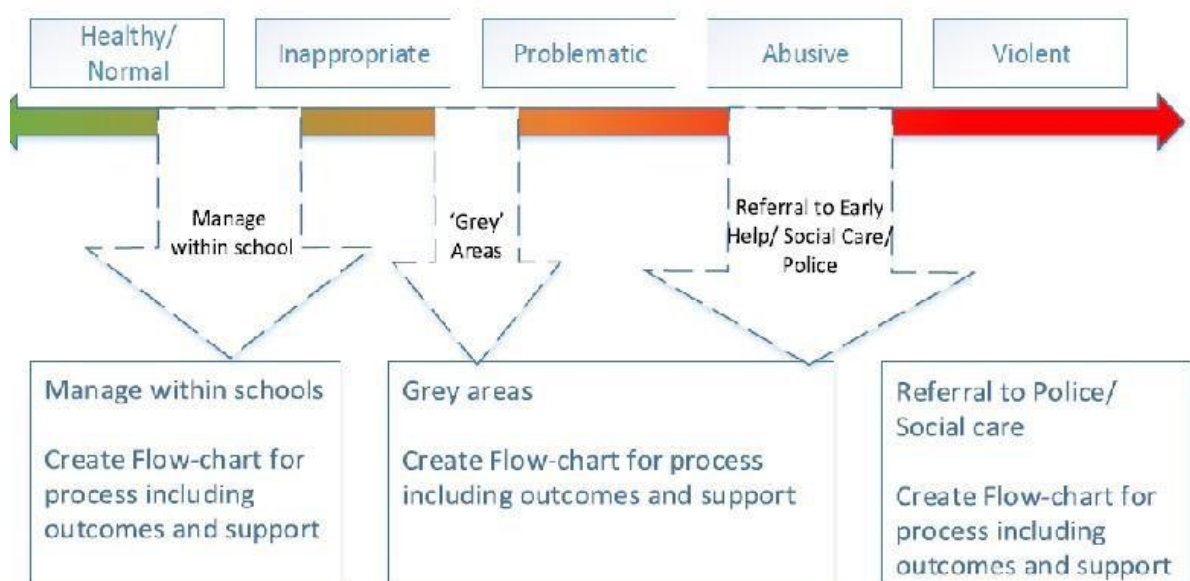 Healthy/
Normal
Inappropriate
Problematic
Abusive
Violent
Manage
within school
‘Grey’
Areas
Referral to Early
Help/ Social Care/
Police
Manage within schools
Create Flow-chart for
process including
outcomes and support
Grey areas
Create Flow-chart for process
including outcomes and support
Referral to Police/
Social care
Create Flow-chart for
process including
outcomes and support